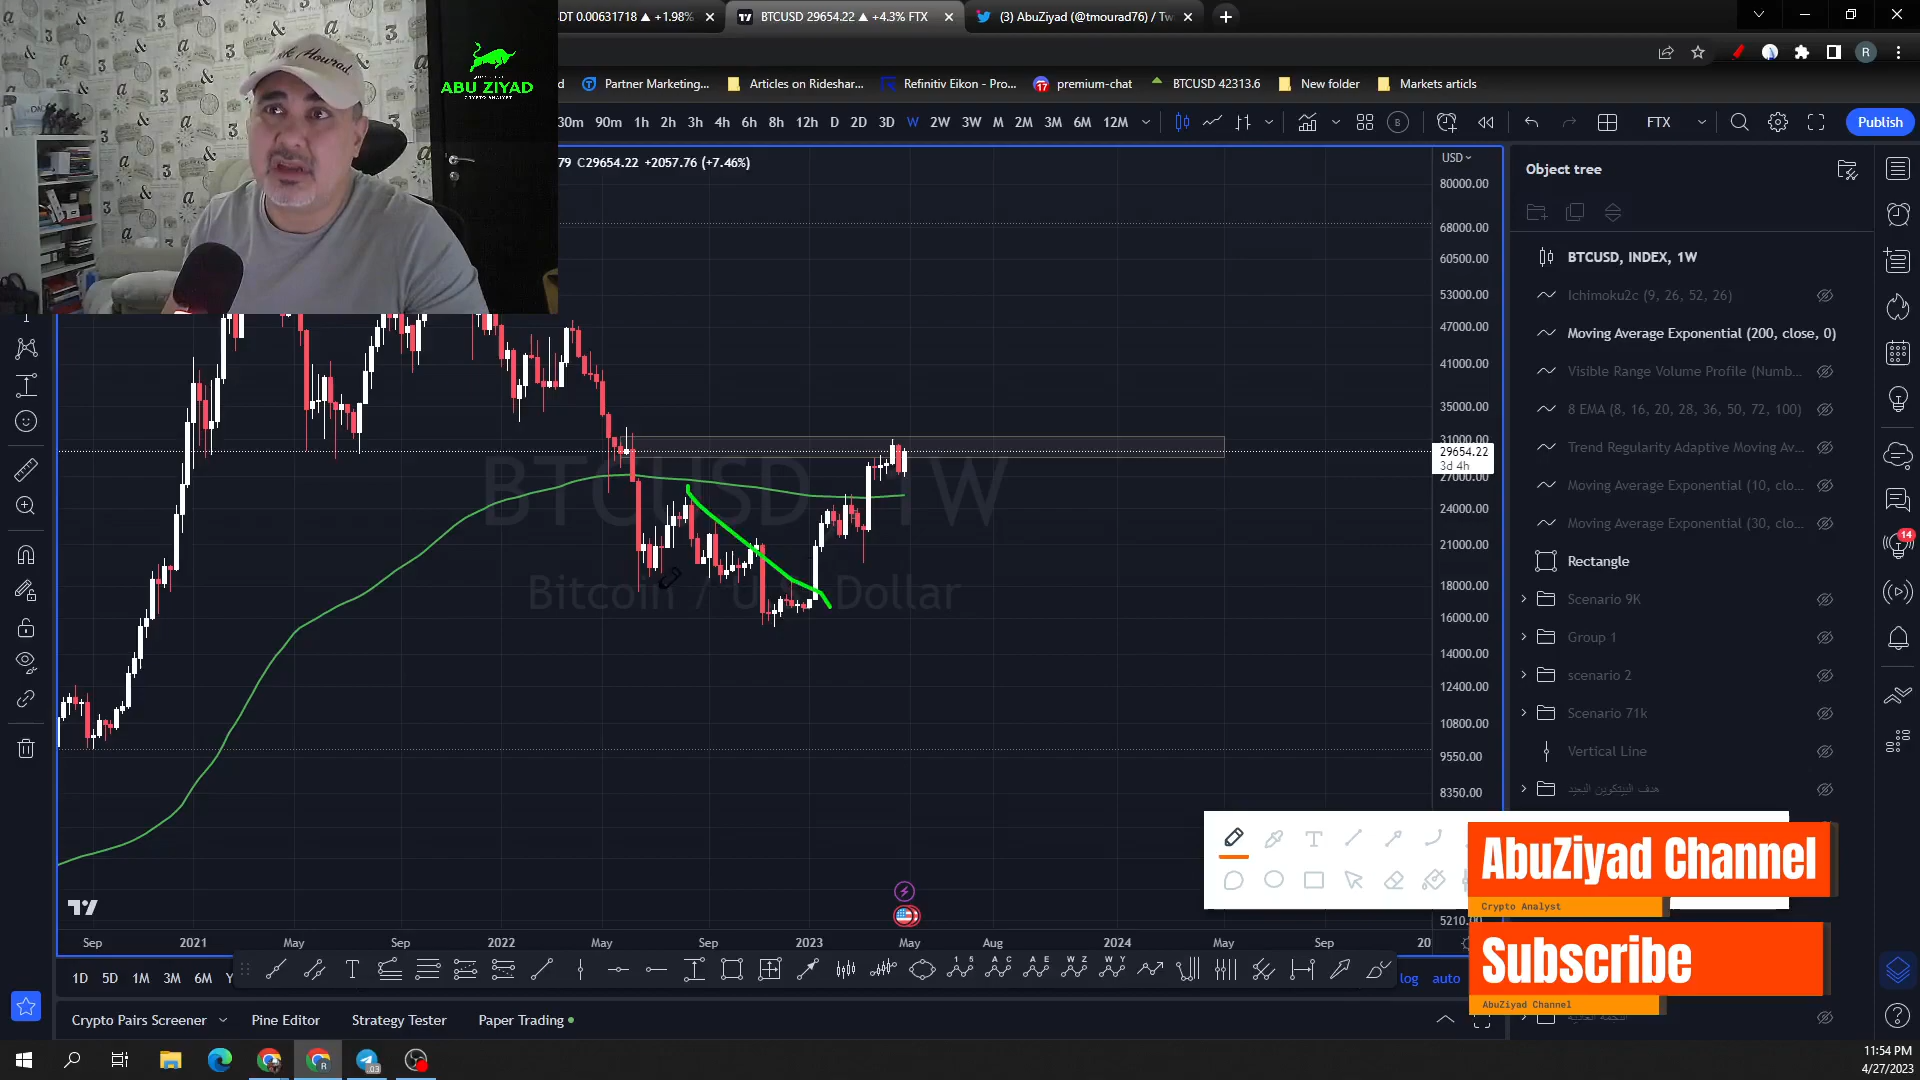 DT 0.00631718 ▲ +1.98%
BTCUSD 29654.22 ▲ +4.3% FTX
(3) AbuZiyad (@tmourad76) / Tw
R
Partner Marketing...
Articles on Rideshar...
Refinitiv Eikon - Pro...
17 premium-chat
BTCUSD 42313.6
New folder
Markets articls
ABU ZIYAD
CRYPTO ANALYST
30m 90m 1h 2h 3h 4h 6h 8h 12h D 2D 3D W 2W 3W M 2M 3M 6M 12M
B
FTX
Publish
79 C29654.22 +2057.76 (+7.46%)
USD
80000.00
68000.00
60500.00
53000.00
47000.00
41000.00
35000.00
31000.00
29654.22
3d 4h
27000.00
24000.00
21000.00
18000.00
16000.00
14000.00
12400.00
10800.00
9550.00
8350.00
5210.00
BTCUSD, 1W
Bitcoin / U.S. Dollar
Object tree
BTCUSD, INDEX, 1W
Ichimoku2c (9, 26, 52, 26)
Moving Average Exponential (200, close, 0)
Visible Range Volume Profile (Numb...
8 EMA (8, 16, 20, 28, 36, 50, 72, 100)
Trend Regularity Adaptive Moving Av...
Moving Average Exponential (10, clo...
Moving Average Exponential (30, clo...
Rectangle
Scenario 9K
Group 1
scenario 2
Scenario 71k
Vertical Line
هدف البيتكوين البعيد
14
AbuZiyad Channel
Crypto Analyst
Subscribe
AbuZiyad Channel
Sep 2021 May Sep 2022 May Sep 2023 May Aug 2024 May Sep 20
1D 5D 1M 3M 6M Y
log auto
Crypto Pairs Screener
Pine Editor
Strategy Tester
Paper Trading
11:54 PM
4/27/2023